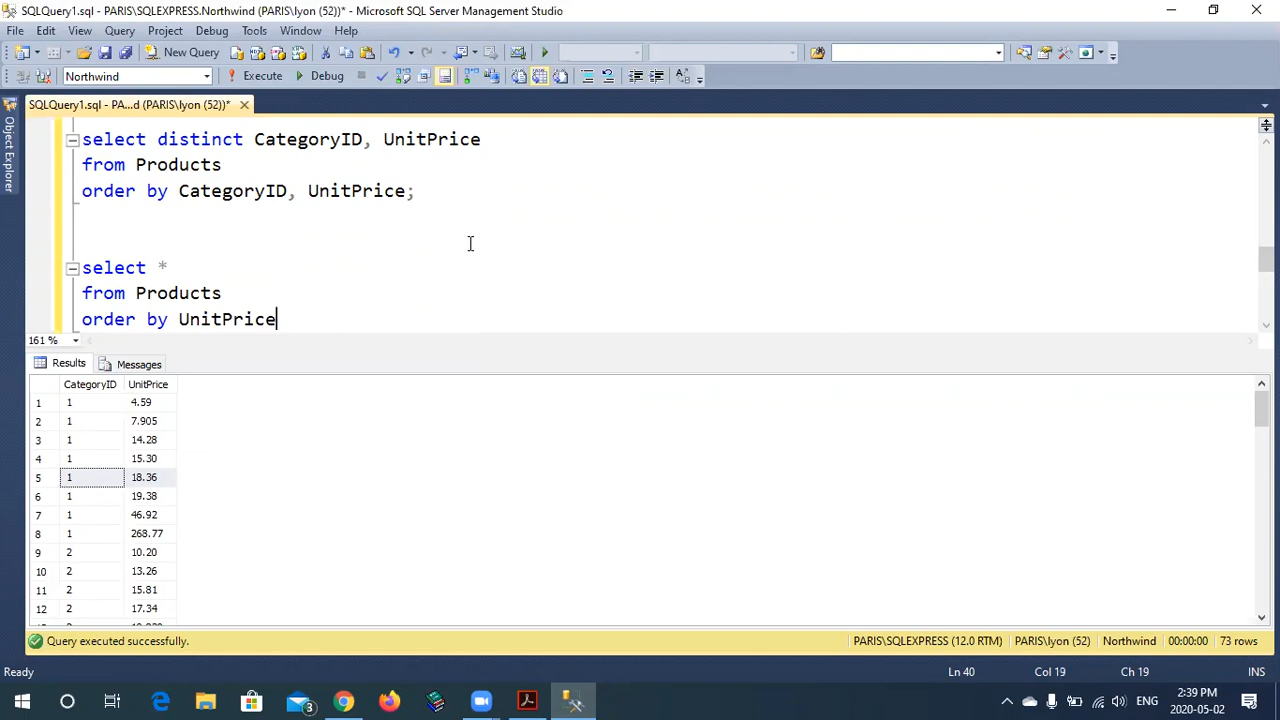 SQLQuery1.sql - PARIS\SQLEXPRESS.Northwind (PARIS\lyon (52))* - Microsoft SQL Server Management Studio
File Edit View Query Project Debug Tools Window Help
New Query
Northwind Execute Debug
SQLQuery1.sql - PA...d (PARIS\lyon (52))*
Object Explorer
select distinct CategoryID, UnitPrice
from Products
order by CategoryID, UnitPrice;
select *
from Products
order by UnitPrice
161 %
Results Messages
CategoryID UnitPrice
1 1 4.59
2 1 7.905
3 1 14.28
4 1 15.30
5 1 18.36
6 1 19.38
7 1 46.92
8 1 268.77
9 2 10.20
10 2 13.26
11 2 15.81
12 2 17.34
Query executed successfully. PARIS\SQLEXPRESS (12.0 RTM) PARIS\lyon (52) Northwind 00:00:00 73 rows
Ready Ln 40 Col 19 Ch 19 INS
3 ENG 2:39 PM
2020-05-02